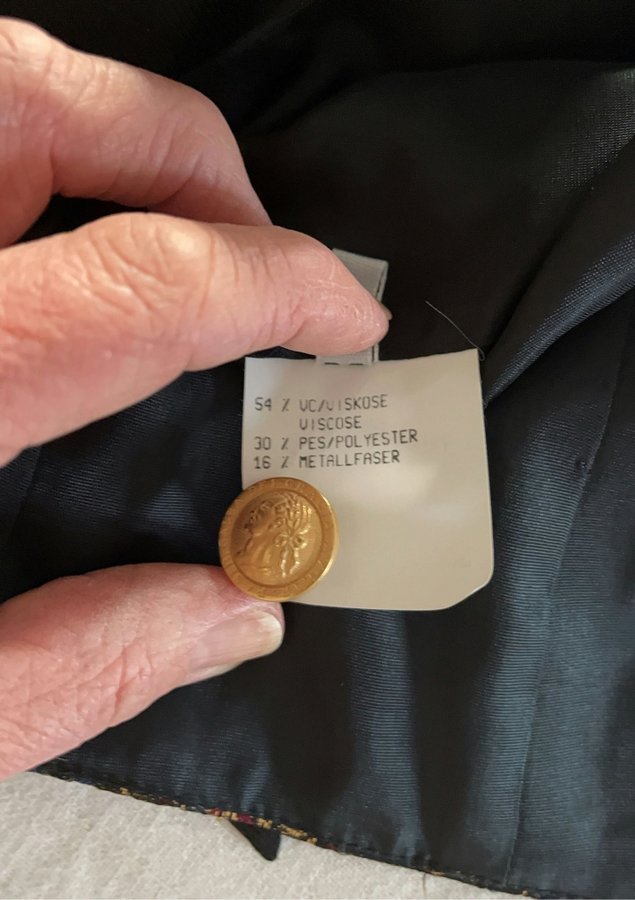 54 % VC/VISKOSE
VISCOSE
30 % PES/POLYESTER
16 % METALLFASER